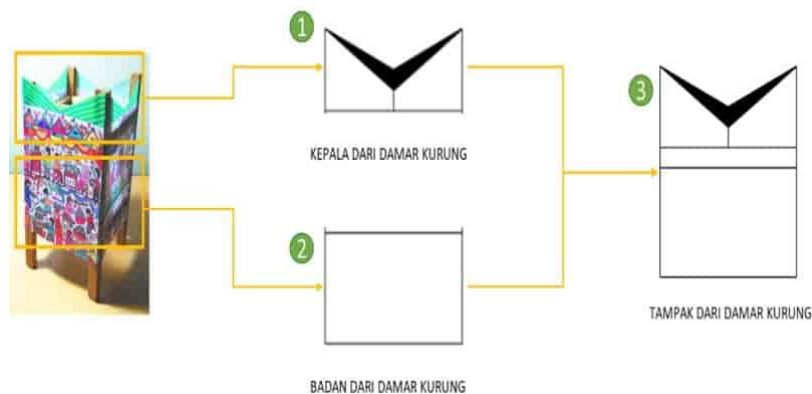 1
KEPALA DARI DAMAR KURUNG
2
BADAN DARI DAMAR KURUNG
3
TAMPAK DARI DAMAR KURUNG